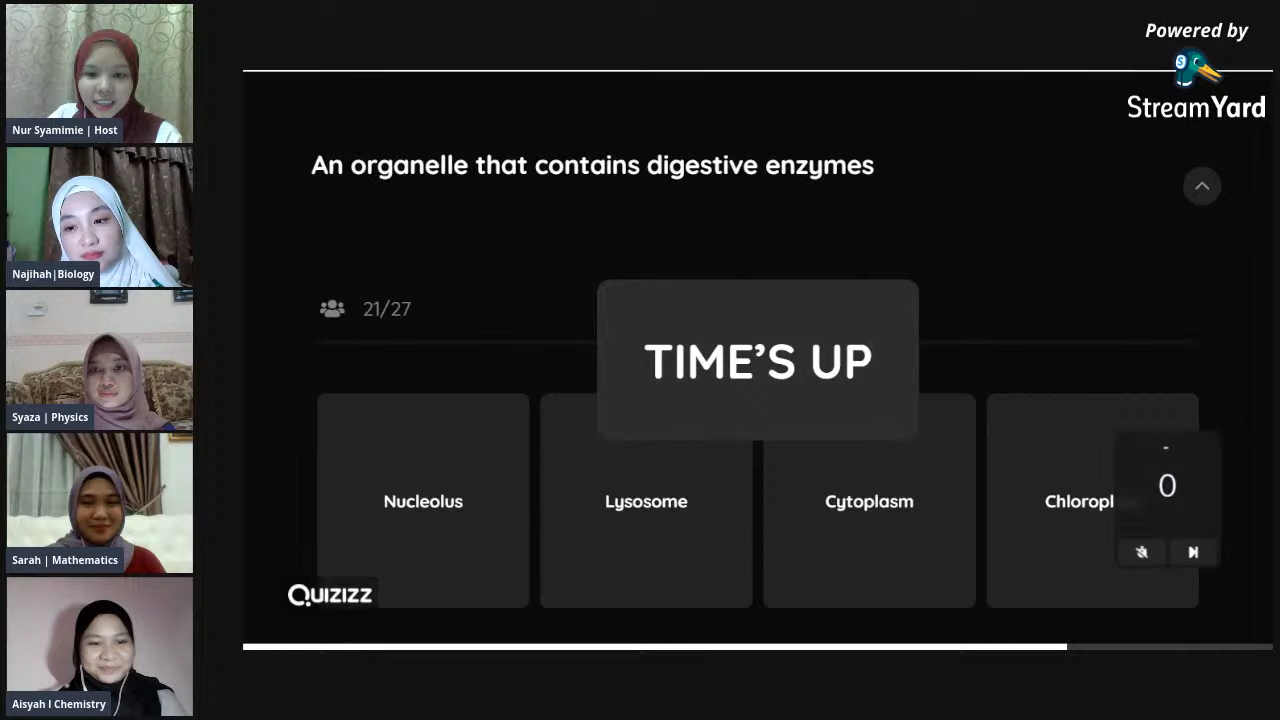 Nur Syamimie | Host
Najihah|Biology
Syaza | Physics
Sarah | Mathematics
Aisyah l Chemistry
Powered by
StreamYard
An organelle that contains digestive enzymes
21/27
TIME'S UP
Nucleolus
Lysosome
Cytoplasm
Chloropl
-
0
QUIZIZZ